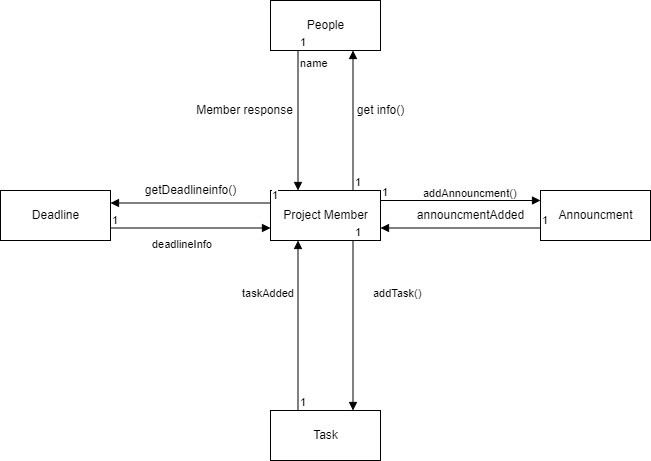 People
1
name
Member response
get info()
1
getDeadlineinfo()
1
1
addAnnouncment()
Deadline
Project Member
announcmentAdded
Announcment
1
1
1
deadlineInfo
taskAdded
addTask()
1
Task